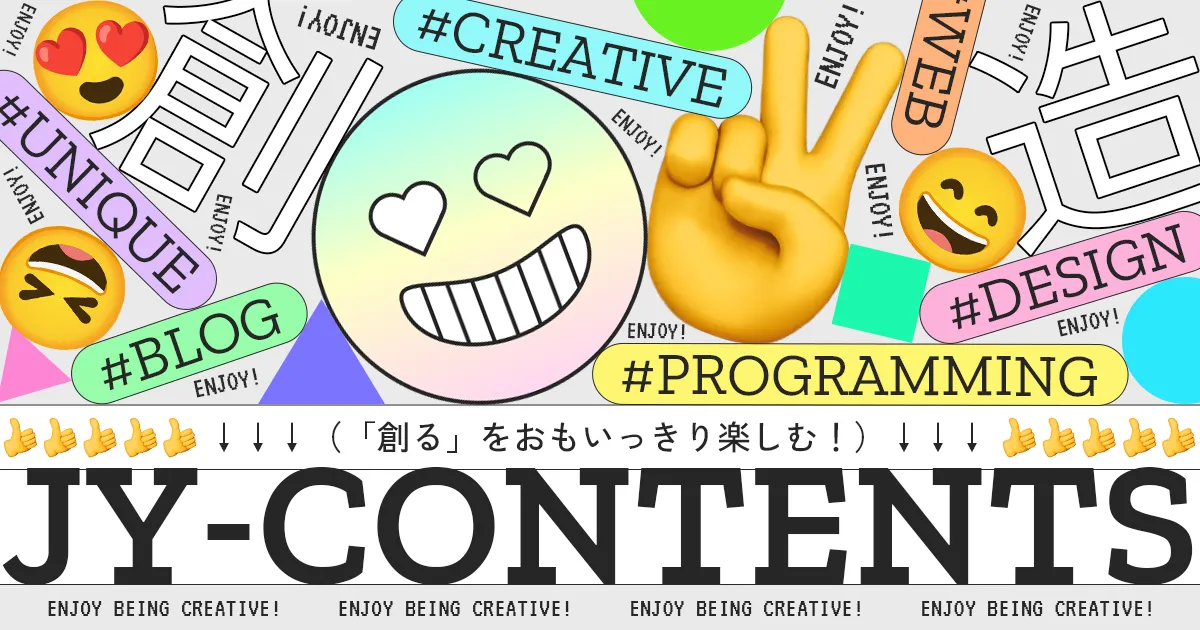 ENJOY!
ENJOY!
#CREATIVE
ENJOY!
#WEB
ENJOY!
創
造
#UNIQUE
ENJOY!
ENJOY!
ENJOY!
ENJOY!
#DESIGN
#BLOG
ENJOY!
ENJOY!
ENJOY!
#PROGRAMMING
↓ ↓ ↓ (「創る」をおもいっきり楽しむ!) ↓ ↓ ↓
JY-CONTENTS
ENJOY BEING CREATIVE! ENJOY BEING CREATIVE! ENJOY BEING CREATIVE! ENJOY BEING CREATIVE!